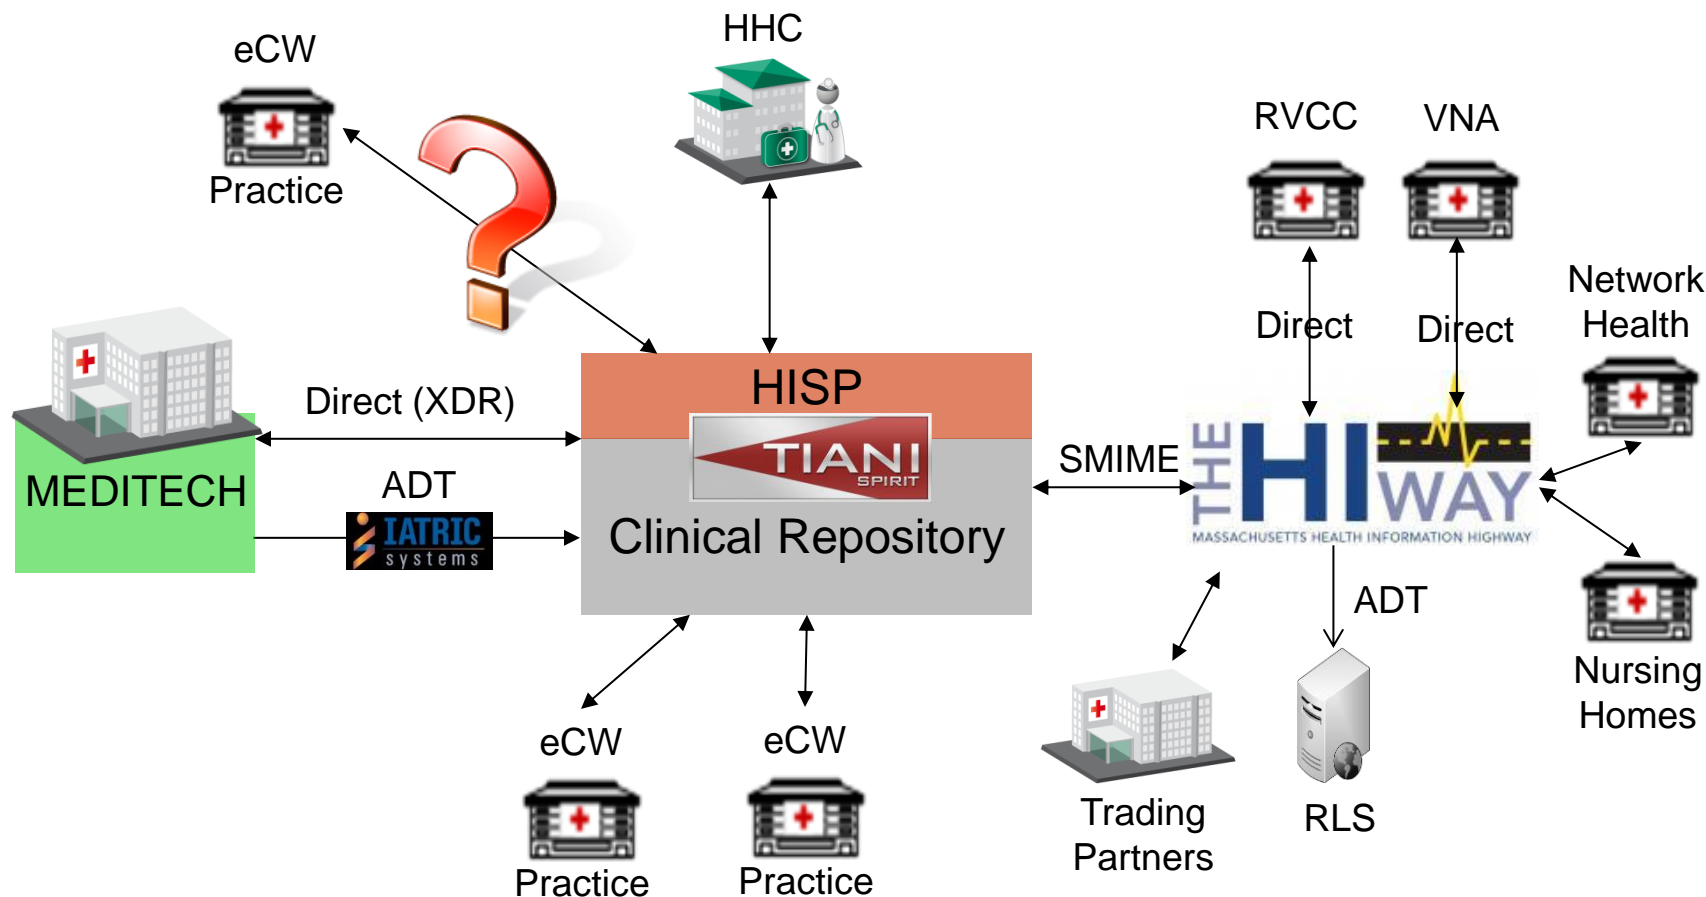 eCW
Practice
HHC
RVCC
VNA
Network
Health
Direct
Direct
Direct (XDR)
HISP
TIANI
SPIRIT
Clinical Repository
MEDITECH
ADT
IATRIC
systems
SMIME
THE
HI
WAY
MASSACHUSETTS HEALTH INFORMATION HIGHWAY
ADT
Nursing
Homes
eCW
Practice
eCW
Practice
Trading
Partners
RLS